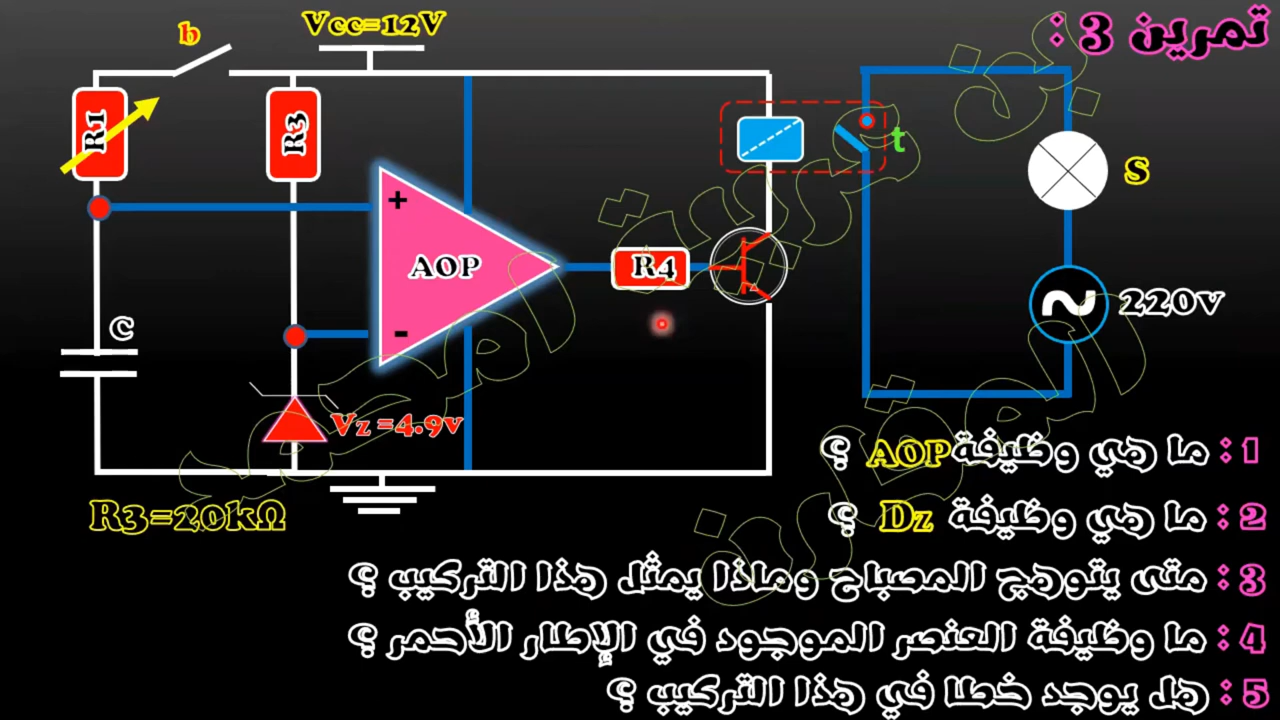 تمرين 3 :
b
Vcc=12V
R1
R3
t
S
+
AOP
R4
-
C
220v
Vz =4.9v
R3=20kΩ
1 : ما هي وظيفة AOP ؟
2 : ما هي وظيفة Dz ؟
3 : متى يتوهج المصباح وماذا يمثل هذا التركيب ؟
4 : ما وظيفة العنصر الموجود في الإطار الأحمر ؟
5 : هل يوجد خطا في هذا التركيب ؟